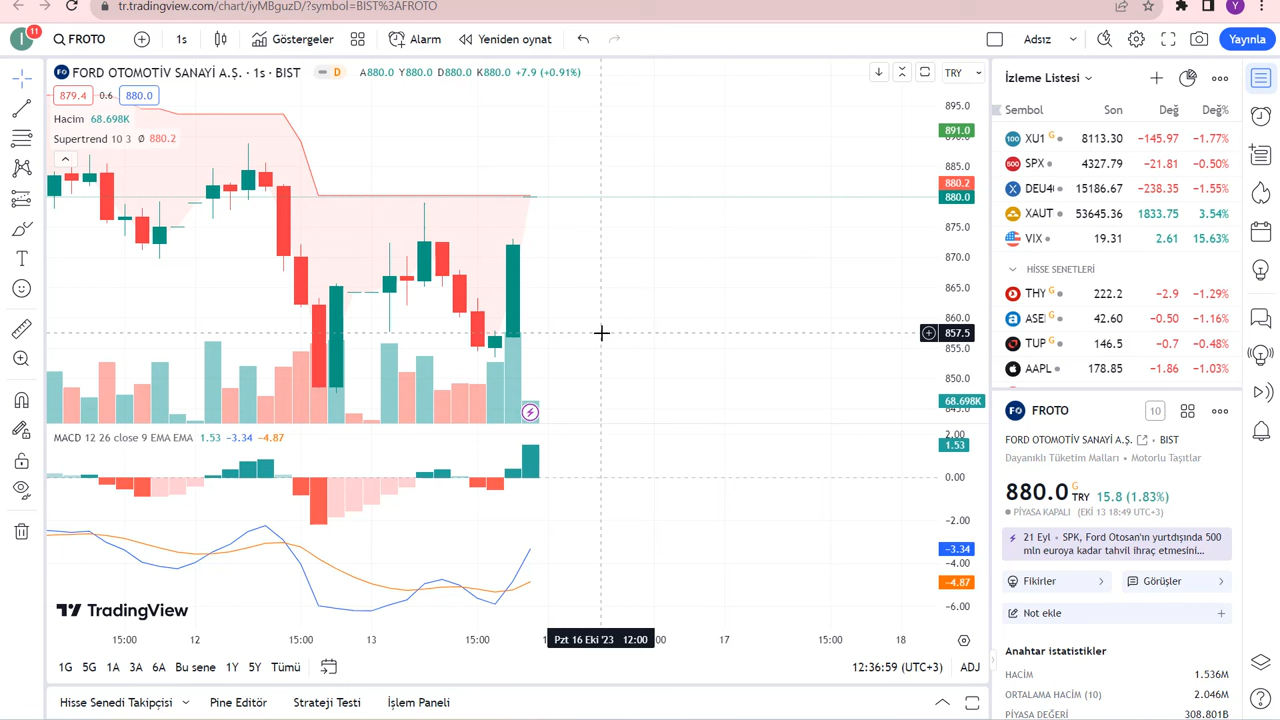 tr.tradingview.com/chart/iyMBguzD/?symbol=BIST%3AFROTO
Y
I
11
FROTO
1s
Göstergeler
Alarm
Yeniden oynat
Adsız
Yayınla
FO FORD OTOMOTİV SANAYİ A.Ş. · 1s · BIST
D
A880.0 Y880.0 D880.0 K880.0 +7.9 (+0.91%)
TRY
879.4 0.6 880.0
Hacim 68.698K
Supertrend 10 3 Ø 880.2
895.0
891.0
885.0
880.2
880.0
875.0
870.0
865.0
860.0
857.5
855.0
850.0
68.698K
845.0
MACD 12 26 close 9 EMA EMA 1.53 −3.34 −4.87
2.00
1.53
0.00
−2.00
−3.34
−4.00
−4.87
−6.00
TradingView
15:00 12 15:00 13 15:00 Pzt 16 Eki '23 12:00 17 15:00 18
1G 5G 1A 3A 6A Bu sene 1Y 5Y Tümü
12:36:59 (UTC+3) ADJ
Hisse Senedi Takipçisi Pine Editör Strateji Testi İşlem Paneli
İzleme Listesi
Sembol Son Değ Değ%
100 XU1 G 8113.30 −145.97 −1.77%
500 SPX 4327.79 −21.81 −0.50%
X DEU4 15186.67 −238.35 −1.55%
XAUT 53645.36 1833.75 3.54%
VIX 19.31 2.61 15.63%
HİSSE SENETLERİ
THY G 222.2 −2.9 −1.29%
ASE G 42.60 −0.50 −1.16%
TUP G 146.5 −0.7 −0.48%
AAPL 178.85 −1.86 −1.03%
FO FROTO
10
FORD OTOMOTİV SANAYİ A.Ş. • BIST
Dayanıklı Tüketim Malları • Motorlu Taşıtlar
880.0 G TRY 15.8 (1.83%)
PİYASA KAPALI (EKİ 13 18:49 UTC+3)
21 Eyl • SPK, Ford Otosan'ın yurtdışında 500
mln euroya kadar tahvil ihraç etmesini...
Fikirler Görüşler
Not ekle
Anahtar istatistikler
HACİM 1.536M
ORTALAMA HACİM (10) 2.046M
PİYASA DEĞERİ 308.801B